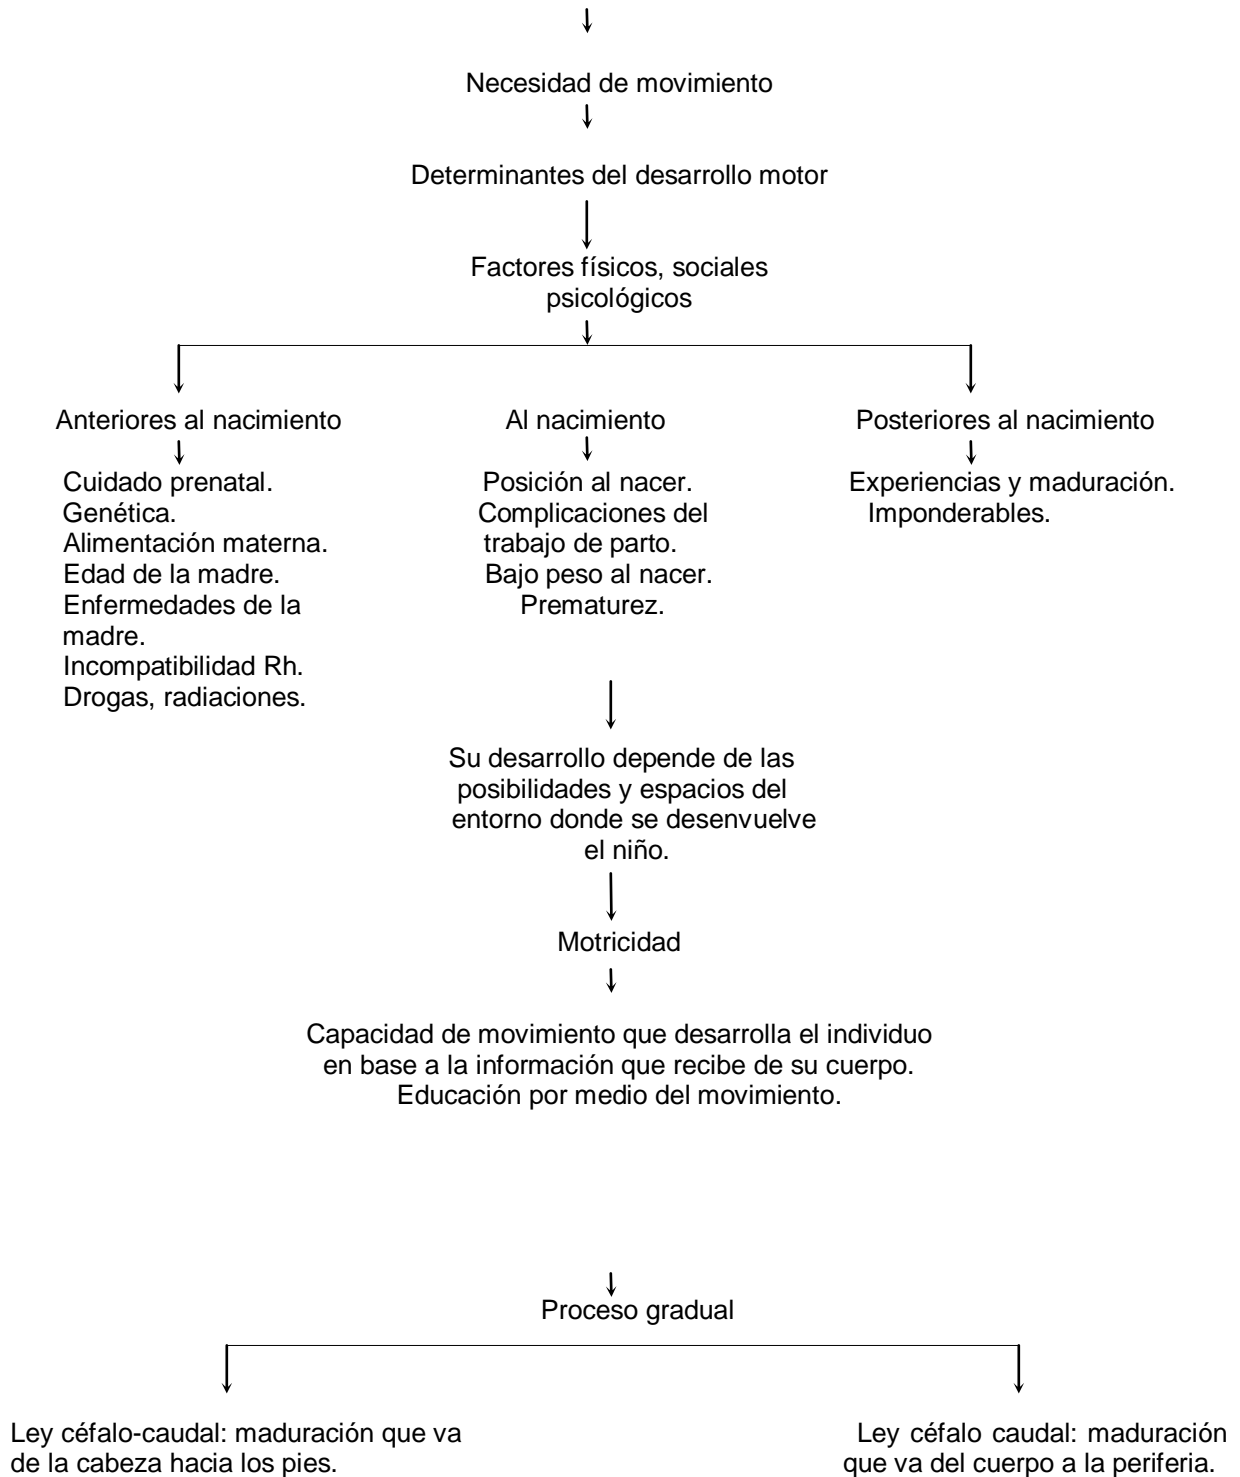 Necesidad de movimiento
Determinantes del desarrollo motor
Factores físicos, sociales
psicológicos
Anteriores al nacimiento
Cuidado prenatal.
Genética.
Alimentación materna.
Edad de la madre.
Enfermedades de la
madre.
Incompatibilidad Rh.
Drogas, radiaciones.
Al nacimiento
Posición al nacer.
Complicaciones del
trabajo de parto.
Bajo peso al nacer.
Prematurez.
Posteriores al nacimiento
Experiencias y maduración.
Imponderables.
Su desarrollo depende de las
posibilidades y espacios del
entorno donde se desenvuelve
el niño.
Motricidad
Capacidad de movimiento que desarrolla el individuo
en base a la información que recibe de su cuerpo.
Educación por medio del movimiento.
Proceso gradual
Ley céfalo-caudal: maduración que va
de la cabeza hacia los pies.
Ley céfalo caudal: maduración
que va del cuerpo a la periferia.